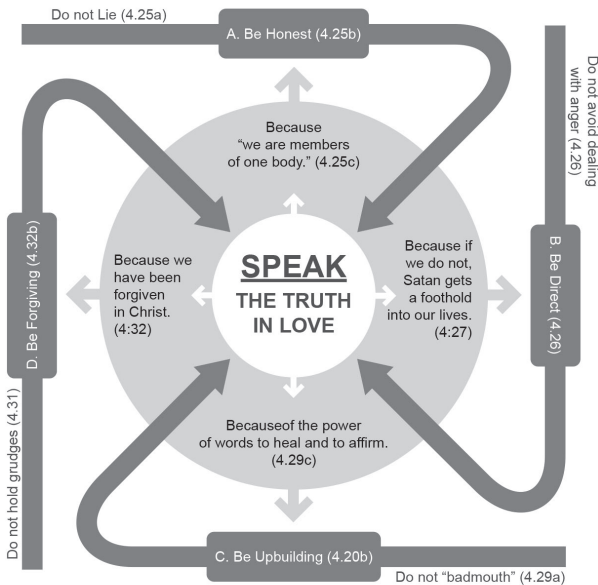 Do not Lie (4.25a)
A. Be Honest (4.25b)
Because
“we are members
of one body.” (4.25c)
Do not avoid dealing
with anger (4.26)
B. Be Direct (4.26)
Because if
we do not,
Satan gets
a foothold
into our lives.
(4:27)
SPEAK
THE TRUTH
IN LOVE
Because we
have been
forgiven
in Christ.
(4:32)
D. Be Forgiving (4.32b)
Do not hold grudges (4.31)
Becauseof the power
of words to heal and to affirm.
(4.29c)
C. Be Upbuilding (4.20b)
Do not “badmouth” (4.29a)